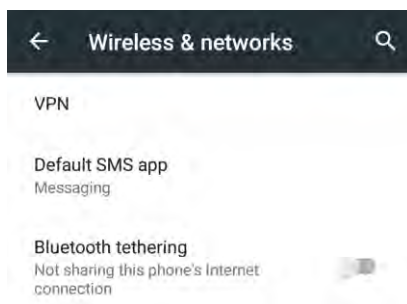 Wireless & networks
VPN
Default SMS app
Messaging
Bluetooth tethering
Not sharing this phone's Internet
connection